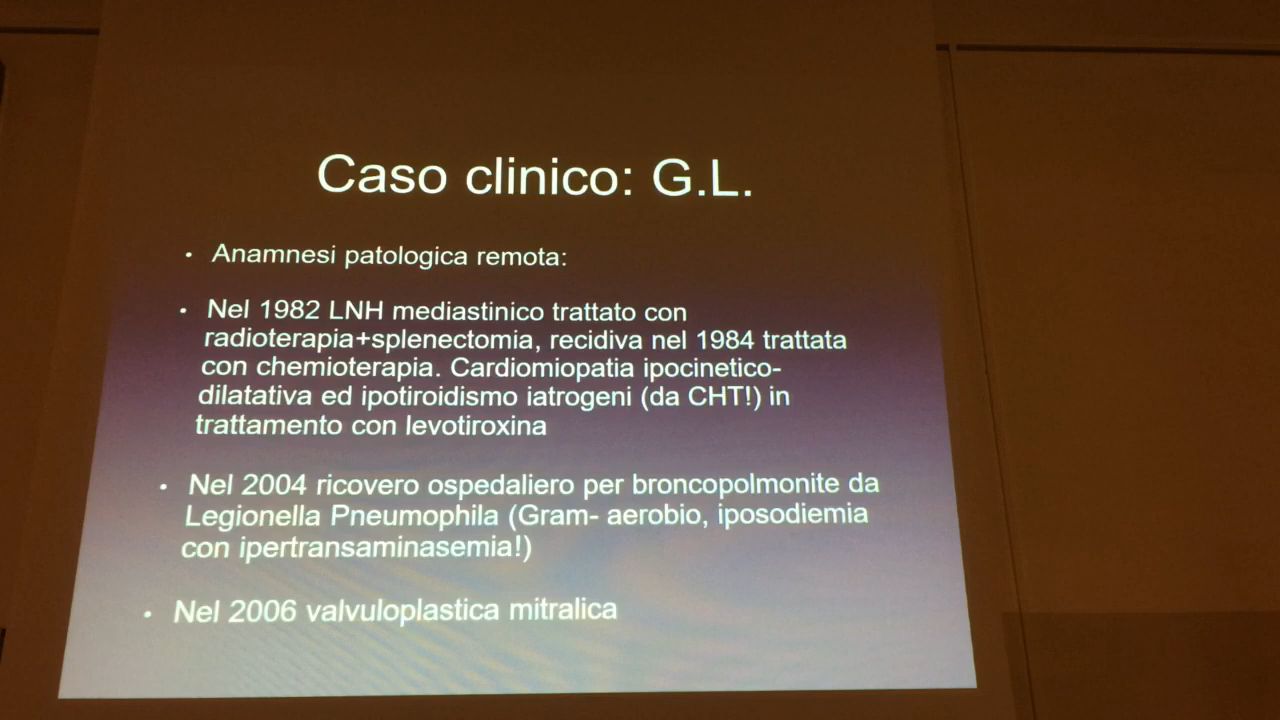 Caso clinico: G.L.
• Anamnesi patologica remota:
• Nel 1982 LNH mediastinico trattato con
radioterapia+splenectomia, recidiva nel 1984 trattata
con chemioterapia. Cardiomiopatia ipocinetico-
dilatativa ed ipotiroidismo iatrogeni (da CHT!) in
trattamento con levotiroxina
• Nel 2004 ricovero ospedaliero per broncopolmonite da
Legionella Pneumophila (Gram- aerobio, iposodiemia
con ipertransaminasemia!)
• Nel 2006 valvuloplastica mitralica